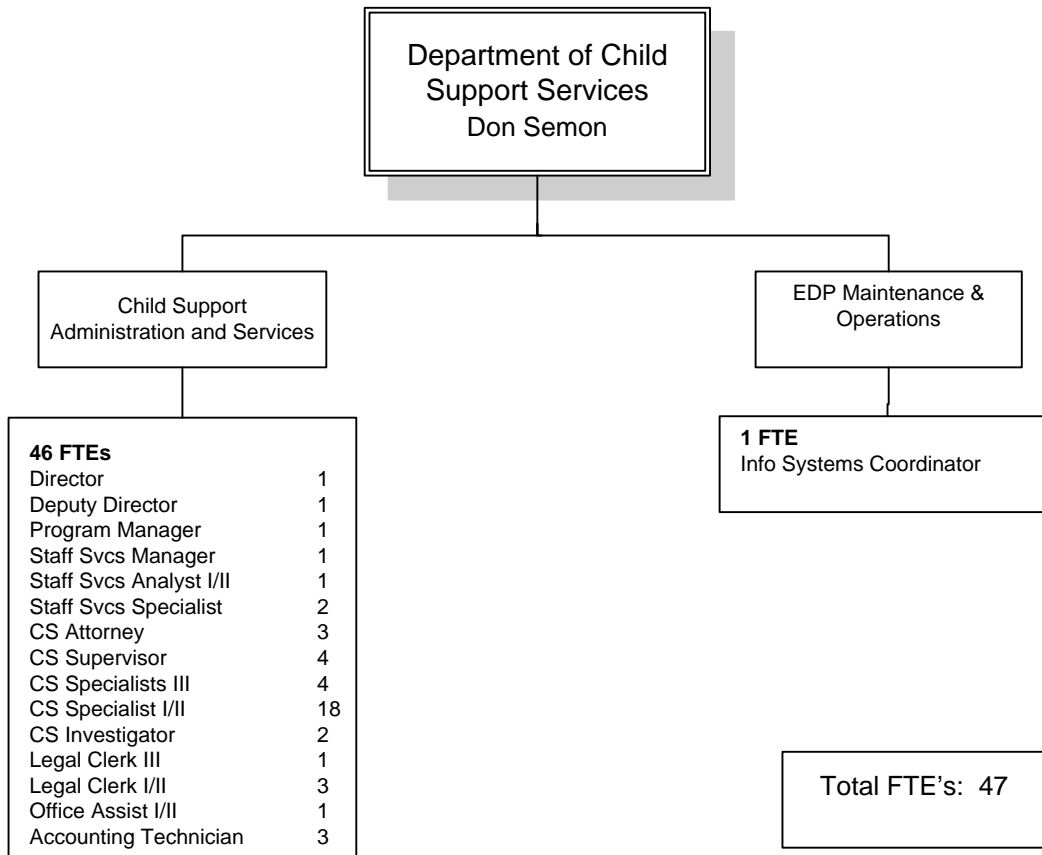 Department of Child
Support Services
Don Semon
Child Support
Administration and Services
EDP Maintenance &
Operations
46 FTEs
Director 1
Deputy Director 1
Program Manager 1
Staff Svcs Manager 1
Staff Svcs Analyst I/II 1
Staff Svcs Specialist 2
CS Attorney 3
CS Supervisor 4
CS Specialists III 4
CS Specialist I/II 18
CS Investigator 2
Legal Clerk III 1
Legal Clerk I/II 3
Office Assist I/II 1
Accounting Technician 3
1 FTE
Info Systems Coordinator
Total FTE's: 47